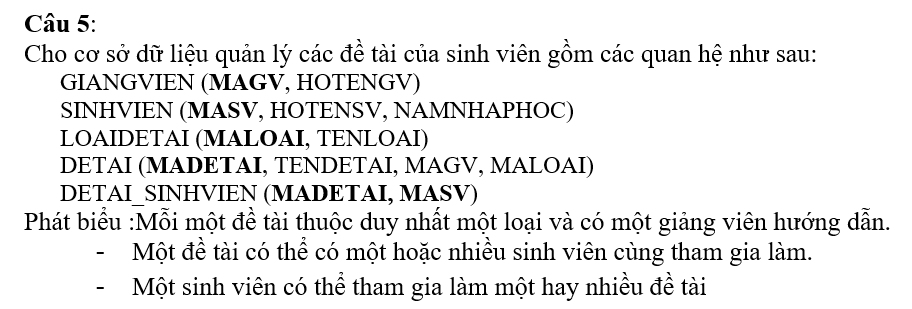 Câu 5:
Cho cơ sở dữ liệu quản lý các đề tài của sinh viên gồm các quan hệ như sau:
GIANGVIEN (MAGV, HOTENGV)
SINHVIEN (MASV, HOTENSV, NAMNHAPHOC)
LOAIDETAI (MALOAI, TENLOAI)
DETAI (MADETAI, TENDETAI, MAGV, MALOAI)
DETAI_SINHVIEN (MADETAI, MASV)
Phát biểu :Mỗi một đề tài thuộc duy nhất một loại và có một giảng viên hướng dẫn.
- Một đề tài có thể có một hoặc nhiều sinh viên cùng tham gia làm.
- Một sinh viên có thể tham gia làm một hay nhiều đề tài